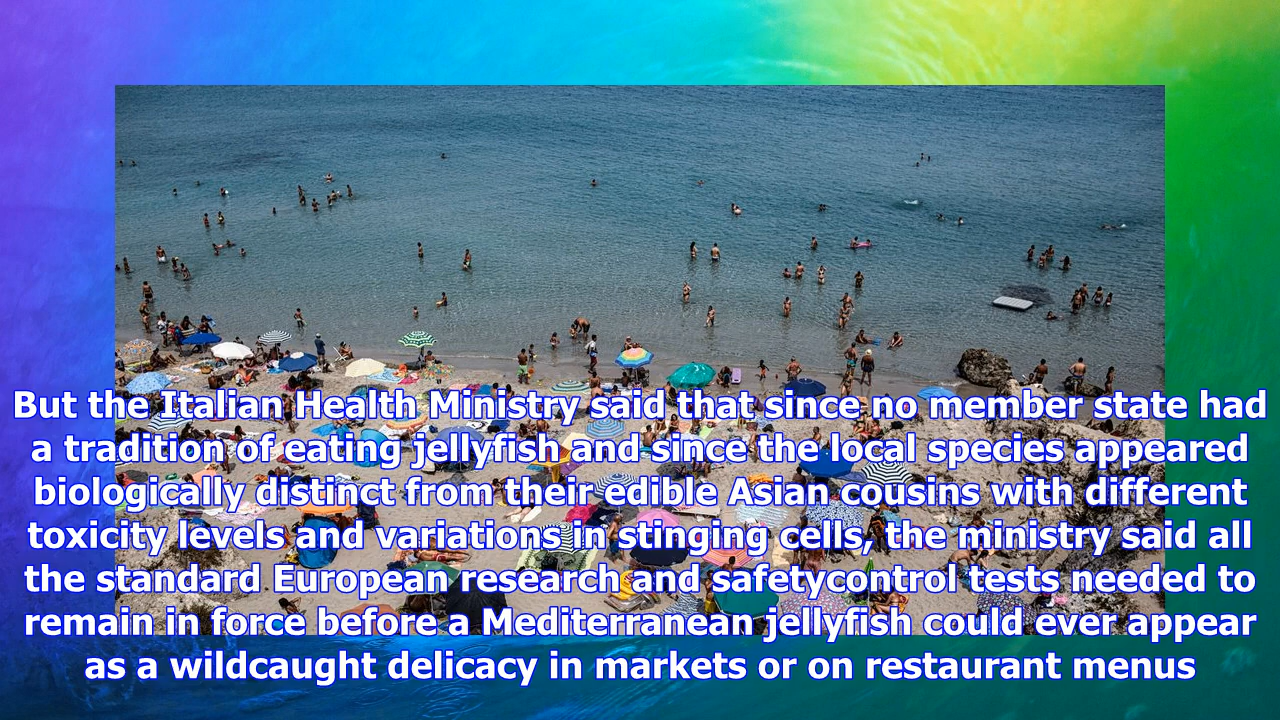 But the Italian Health Ministry said that since no member state had
a tradition of eating jellyfish and since the local species appeared
biologically distinct from their edible Asian cousins with different
toxicity levels and variations in stinging cells, the ministry said all
the standard European research and safetycontrol tests needed to
remain in force before a Mediterranean jellyfish could ever appear
as a wildcaught delicacy in markets or on restaurant menus